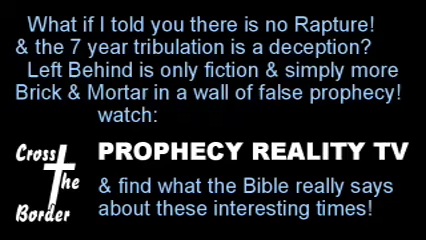 What if I told you there is no Rapture!
& the 7 year tribulation is a deception?
Left Behind is only fiction & simply more
Brick & Mortar in a wall of false prophecy!
watch:
Cross
the
Border
PROPHECY REALITY TV
& find what the Bible really says
about these interesting times!